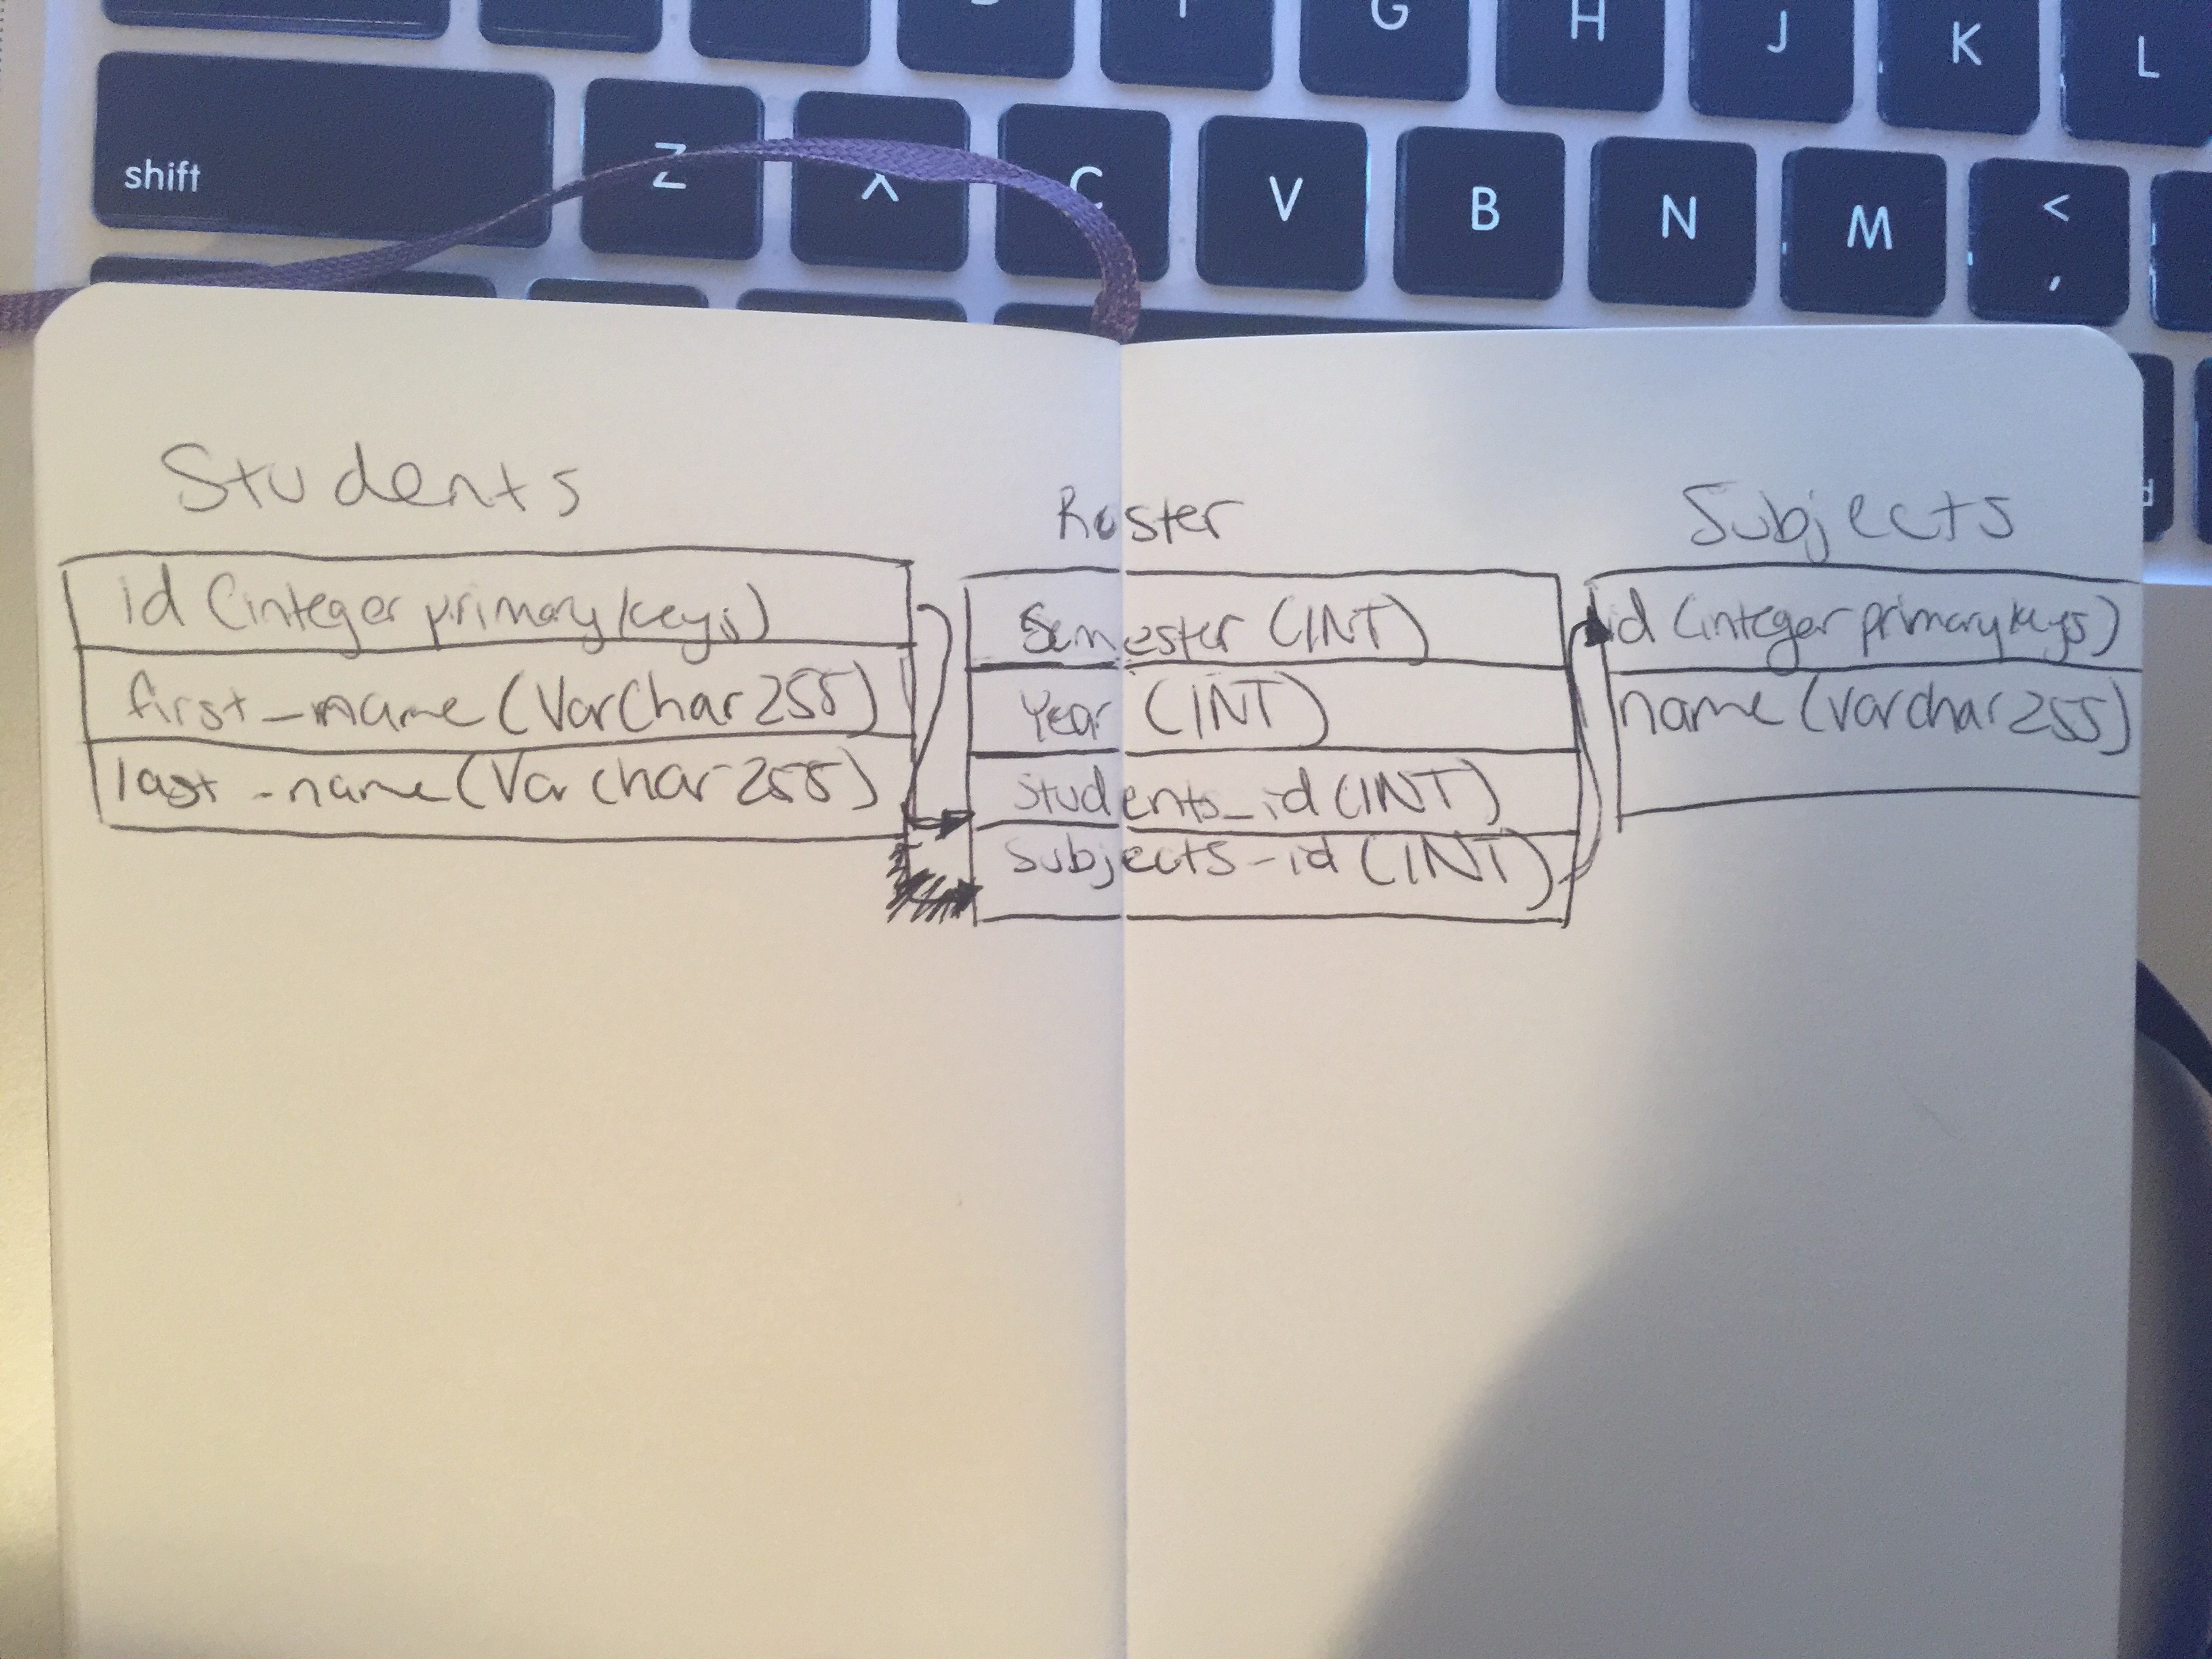 G H J K L
shift Z X C V B N M <
,
Students
id (integer primary keys)
first_name (Varchar 255)
last_name (Varchar 255)
Roster
Semester (INT)
Year (INT)
Students_id (INT)
Subjects_id (INT)
Subjects
id (integer primary keys)
name (varchar 255)